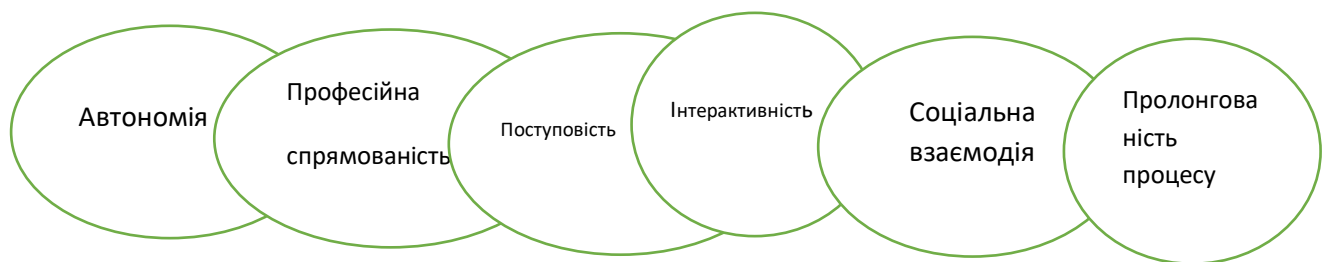 Автономія
Професійна
спрямованість
Поступовість
Інтерактивність
Соціальна
взаємодія
Пролонгова
ність
процесу